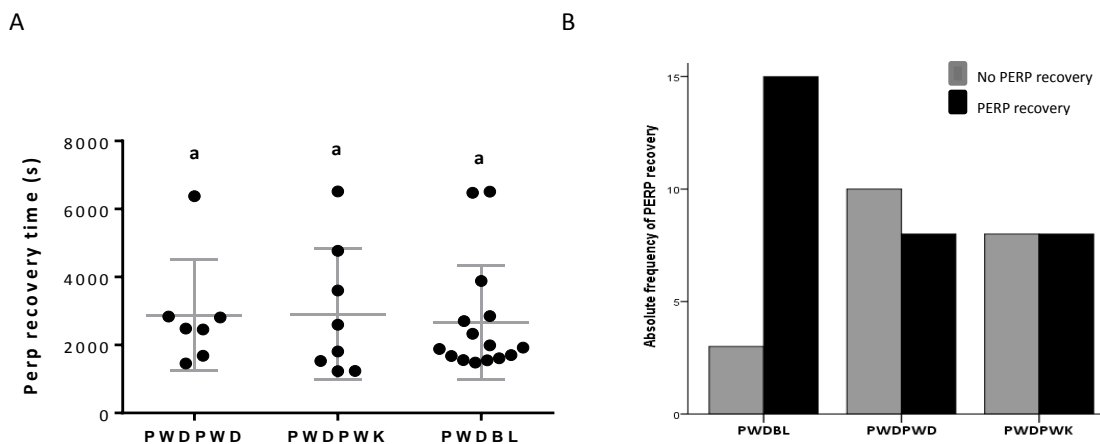 A
Perp recovery time (s)
8000
6000
4000
2000
0
a
a
a
PWDPWD
PWDPWK
PWDBL
B
Absolute frequency of PERP recovery
15
10
5
0
No PERP recovery
PERP recovery
PWDBL
PWDPWD
PWDPWK